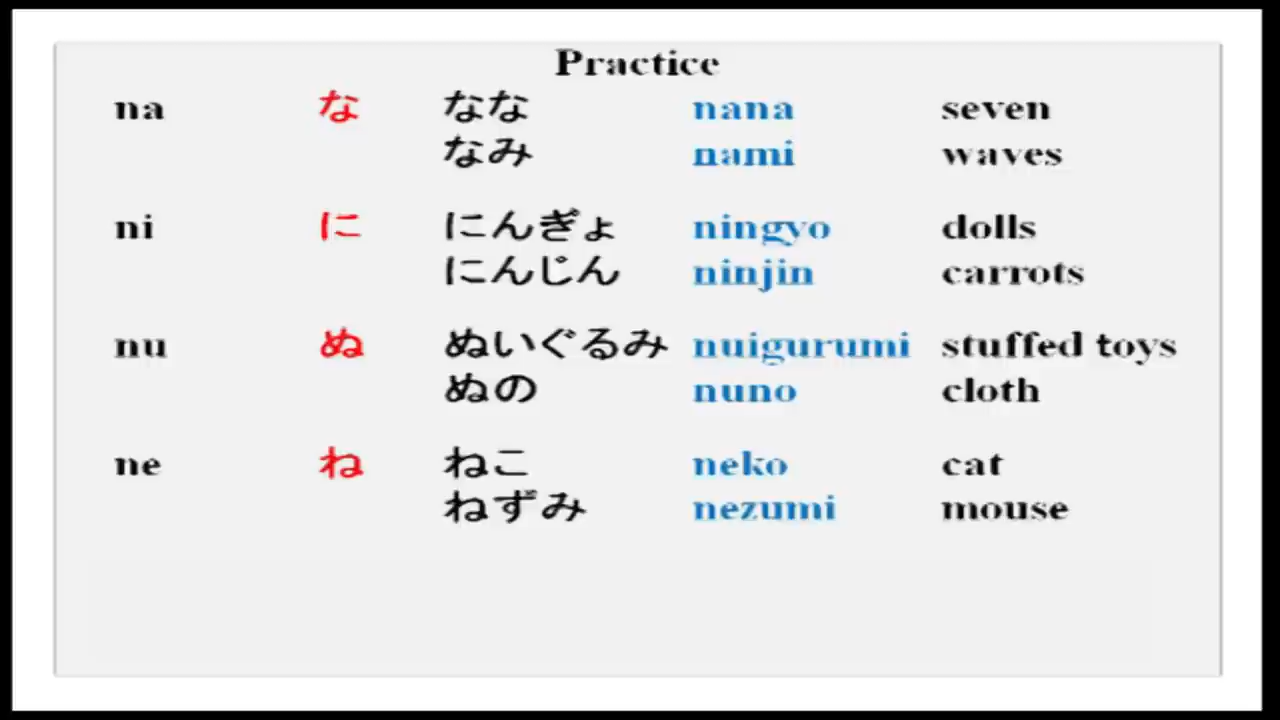 Practice
na な なな nana seven
なみ nami waves
ni に にんぎょ ningyo dolls
にんじん ninjin carrots
nu ぬ ぬいぐるみ nuigurumi stuffed toys
ぬの nuno cloth
ne ね ねこ neko cat
ねずみ nezumi mouse